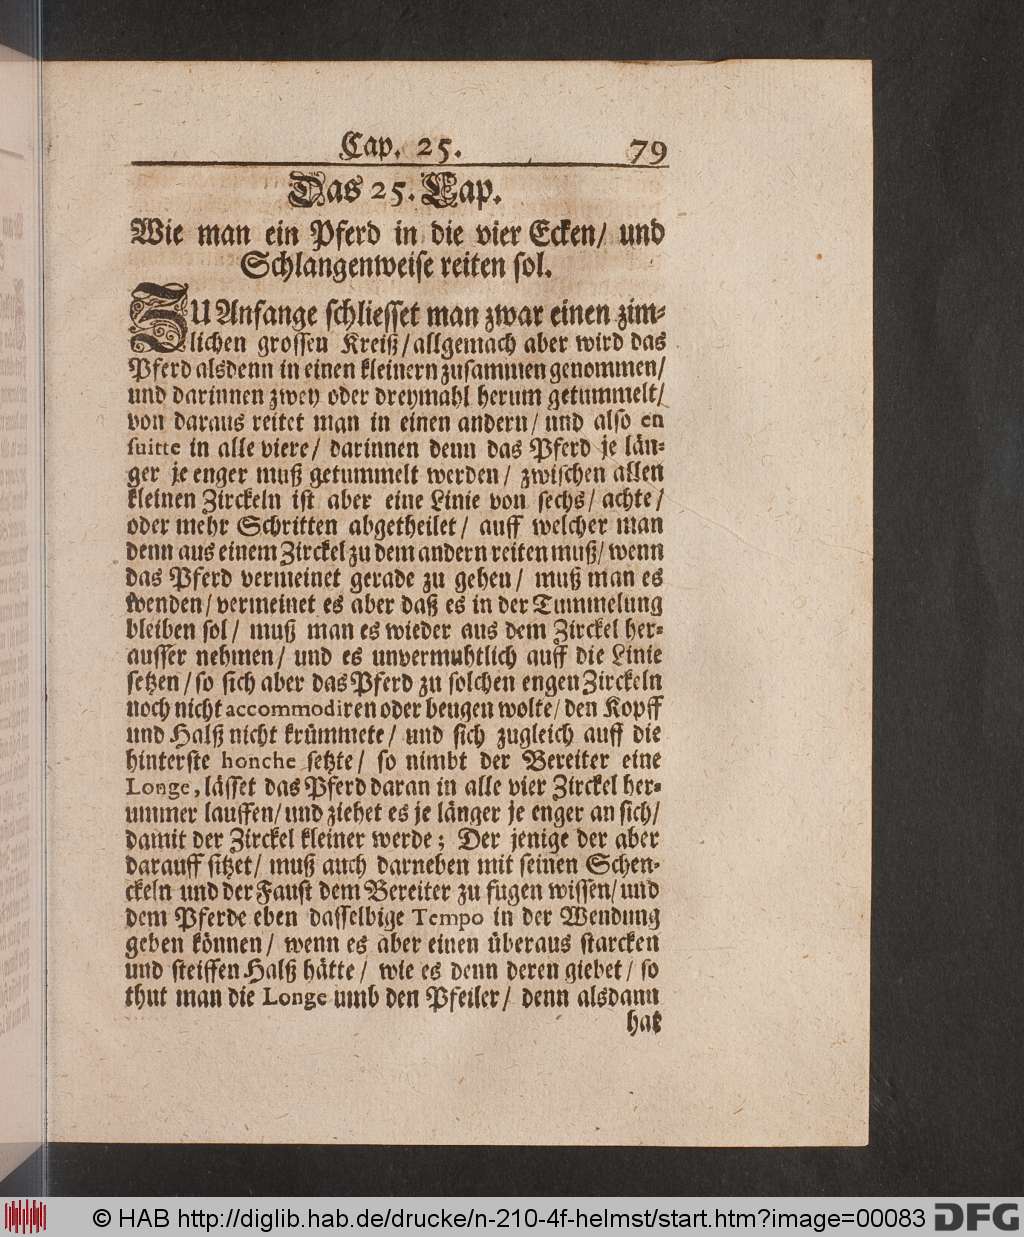 Cap. 25. 79
Das 25. Cap.
Wie man ein Pferd in die vier Ecken/ und
Schlangenweise reiten sol.
ZU Anfange schliesset man zwar einen zim-
lichen grossen Kreiß/ allgemach aber wird das
Pferd alsdenn in einen kleinern zusammen genommen/
und darinnen zwey oder dreymahl herum getummelt/
von daraus reitet man in einen andern/ und also en
suitte in alle viere/ darinnen denn das Pferd je län-
ger je enger muß getummelt werden/ zwischen allen
kleinen Zirckeln ist aber eine Linie von sechs/ achte/
oder mehr Schritten abgetheilet/ auff welcher man
denn aus einem Zirckel zu dem andern reiten muß/ wenn
das Pferd vermeinet gerade zu gehen/ muß man es
wenden/ vermeinet es aber daß es in der Tummelung
bleiben sol/ muß man es wieder aus dem Zirckel her-
ausser nehmen/ und es unvermuhtlich auff die Linie
setzen/ so sich aber das Pferd zu solchen engen Zirckeln
noch nicht accommodiren oder beugen wolte/ den Kopff
und Halß nicht krümmete/ und sich zugleich auff die
hinterste honche setzte/ so nimbt der Bereiter eine
Longe, lässet das Pferd daran in alle vier Zirckel her-
ummer lauffen/ und ziehet es je länger je enger an sich/
damit der Zirckel kleiner werde; Der jenige der aber
darauff sitzet/ muß auch darneben mit seinen Schen-
ckeln und der Faust dem Bereiter zu fugen wissen/ und
dem Pferde eben dasselbige Tempo in der Wendung
geben können/ wenn es aber einen überaus starcken
und steiffen Halß hätte/ wie es denn deren giebet/ so
thut man die Longe umb den Pfeiler/ denn alsdann
hat
© HAB http://diglib.hab.de/drucke/n-210-4f-helmst/start.htm?image=00083 DFG